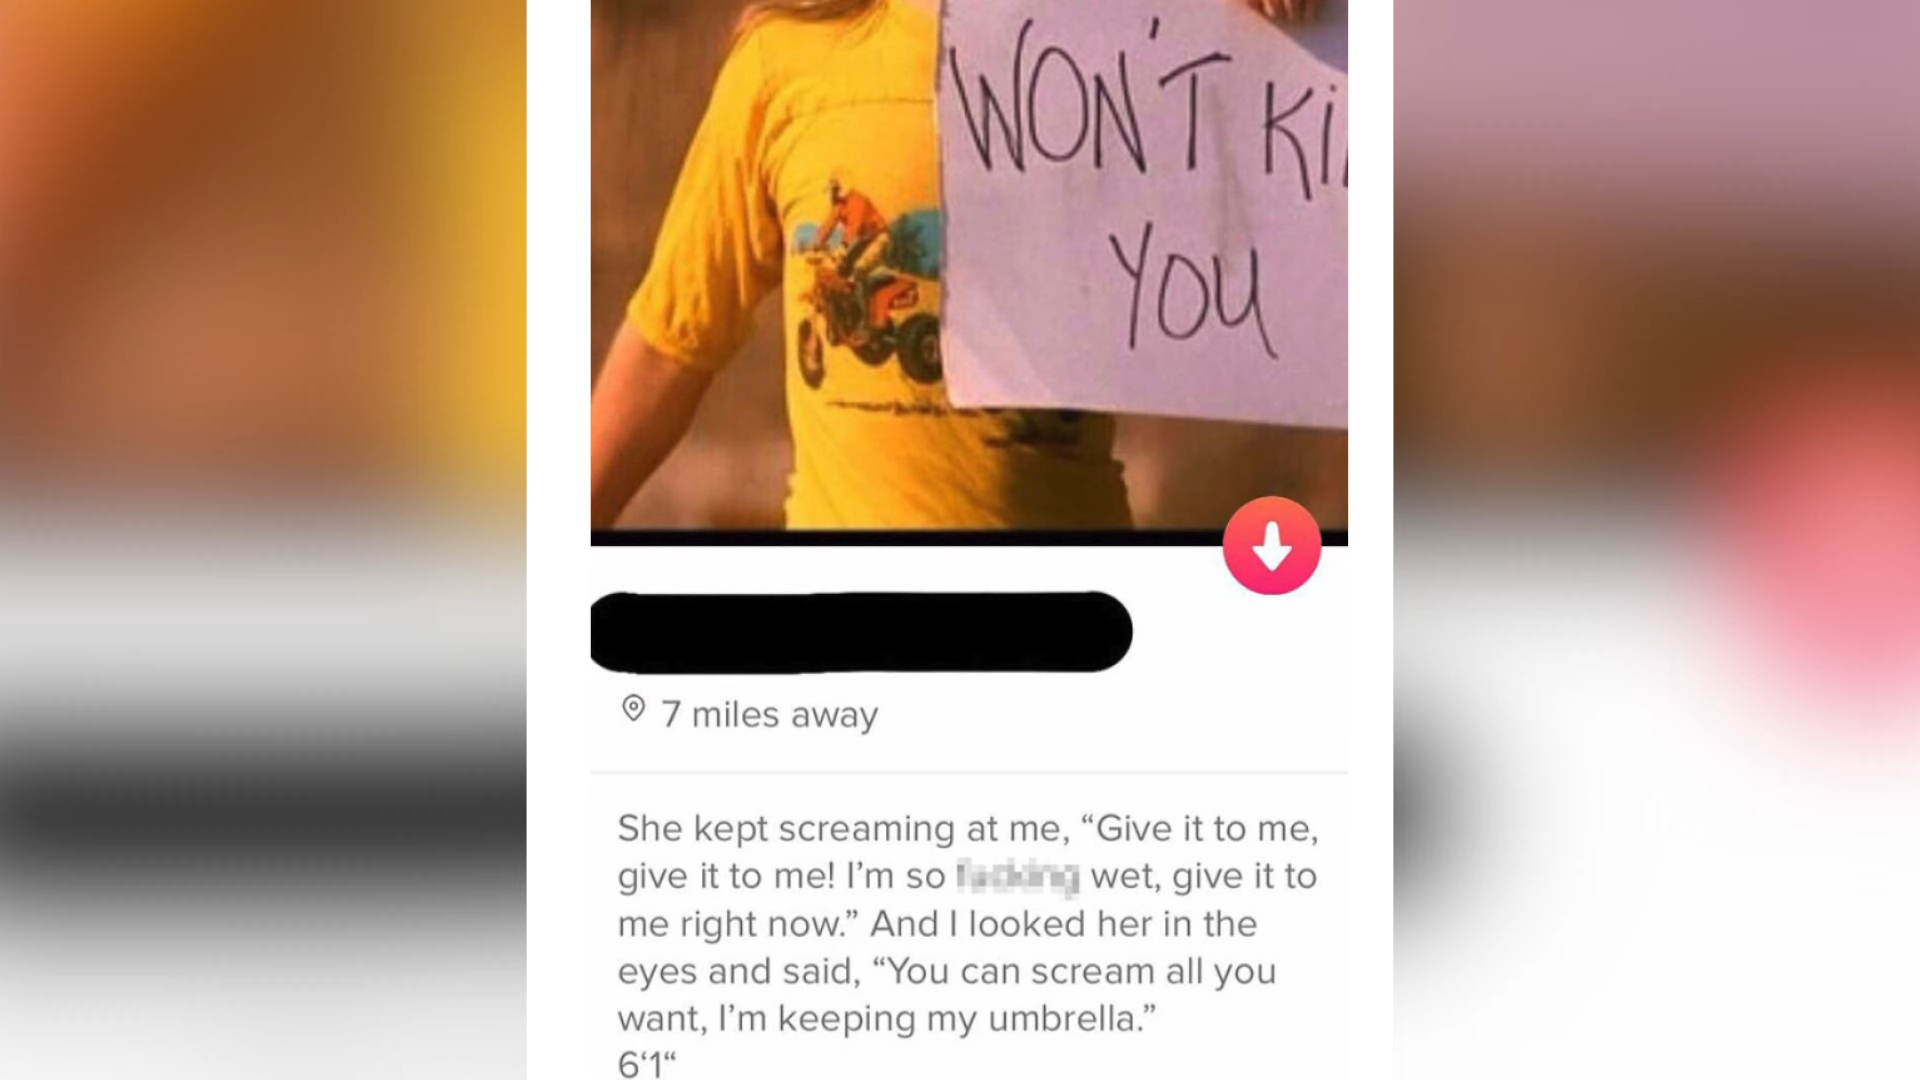 WON'T Ki
YOU
7 miles away
She kept screaming at me, “Give it to me,
give it to me! I’m so wet, give it to
me right now.” And I looked her in the
eyes and said, “You can scream all you
want, I’m keeping my umbrella.”
6‘1“